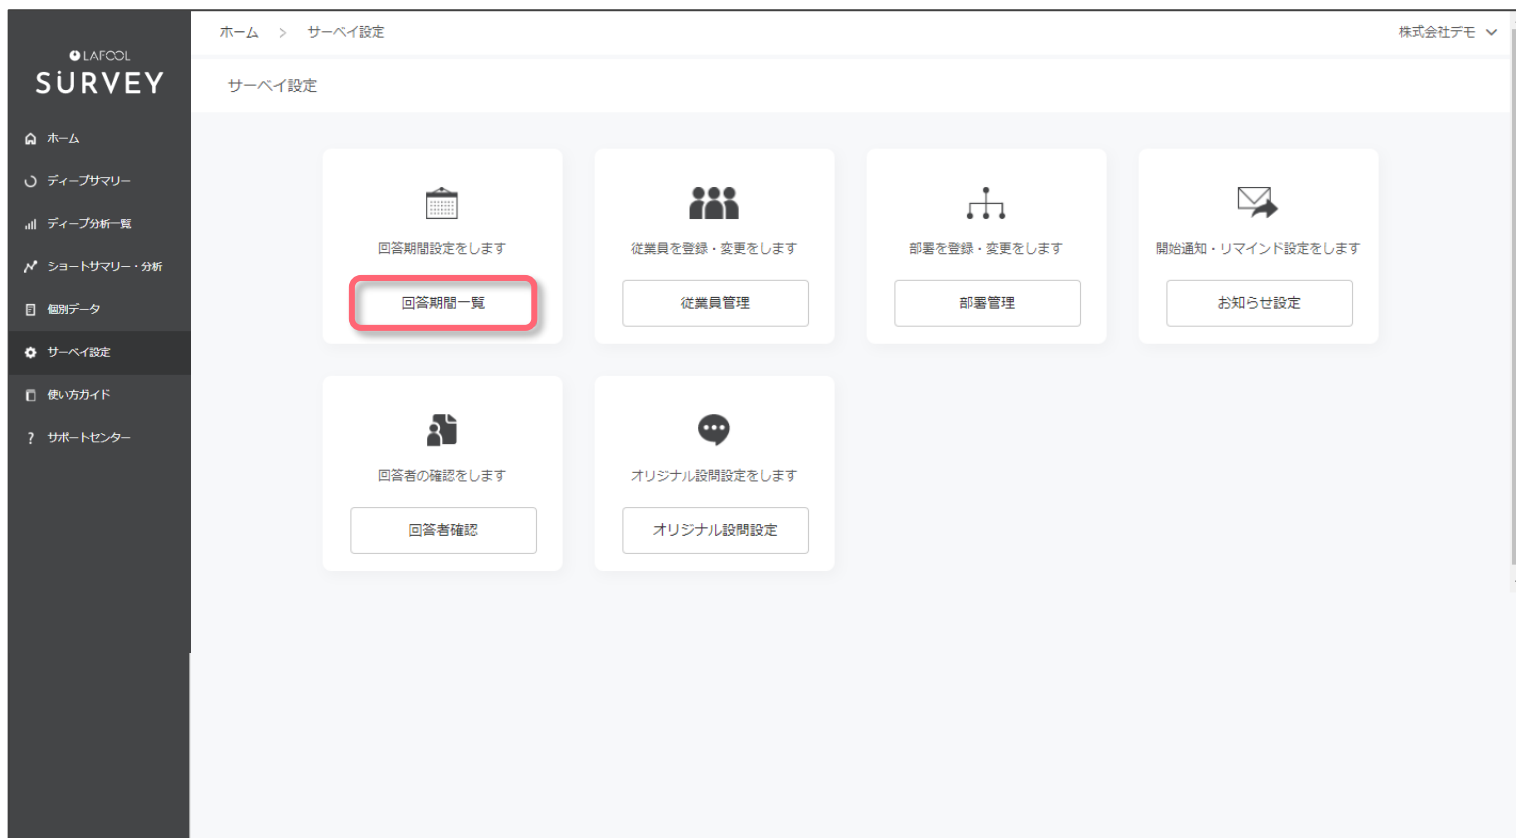 LAFOOL
SURVEY
ホーム
ディープサマリー
ディープ分析一覧
ショートサマリー・分析
個別データ
サーベイ設定
使い方ガイド
? サポートセンター
ホーム > サーベイ設定
株式会社デモ
サーベイ設定
回答期間設定をします
回答期間一覧
従業員を登録・変更をします
従業員管理
部署を登録・変更をします
部署管理
開始通知・リマインド設定をします
お知らせ設定
回答者の確認をします
回答者確認
オリジナル設問設定をします
オリジナル設問設定